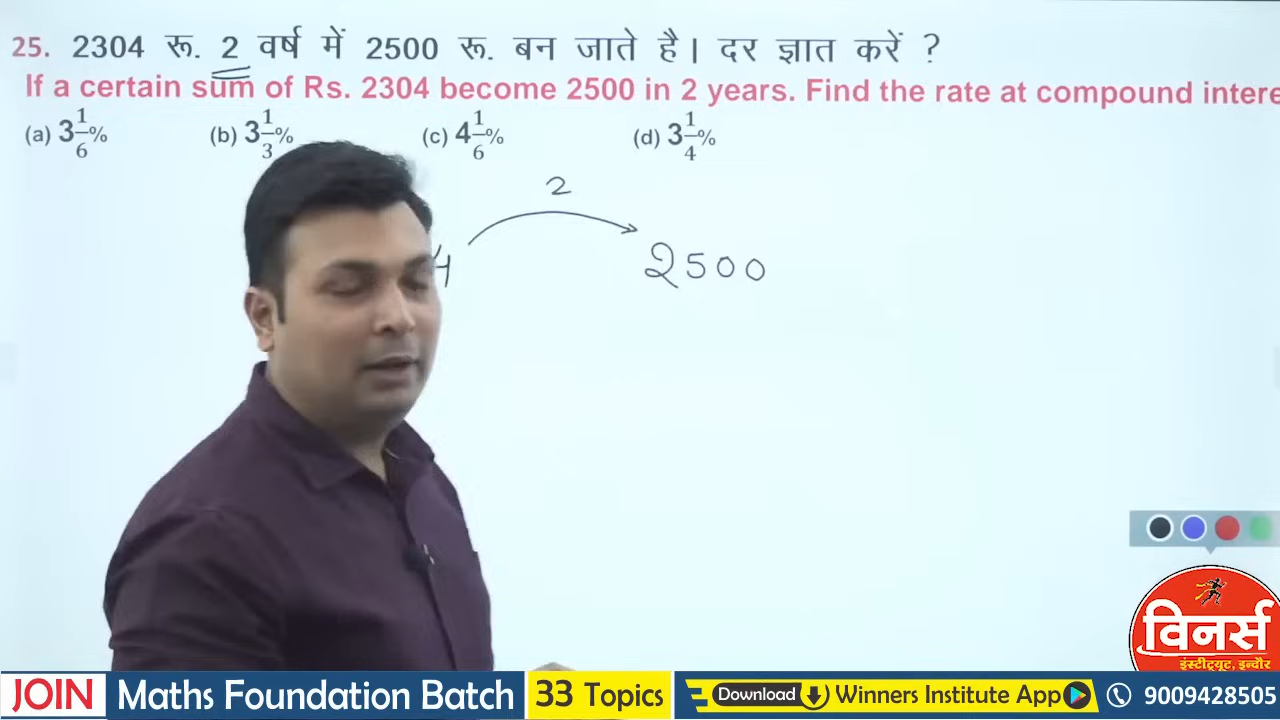 25. 2304 रू. 2 वर्ष में 2500 रू. बन जाते है। दर ज्ञात करें ?
If a certain sum of Rs. 2304 become 2500 in 2 years. Find the rate at compound intere
(a) 3 1/6 % (b) 3 1/3 % (c) 4 1/6 % (d) 3 1/4 %
2
4 2500
विनर्स
इंस्टीट्यूट, इन्दौर
JOIN Maths Foundation Batch 33 Topics Download Winners Institute App 9009428505